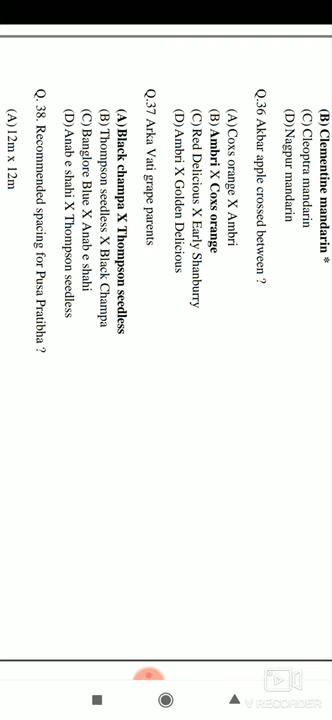 (B) Clementine mandarin *
(C) Cleoptra mandarin
(D) Nagpur mandarin
Q.36 Akbar apple crossed between ?
(A) Coxs orange X Ambri
(B) Ambri X Coxs orange
(C) Red Delicious X Early Shanburry
(D) Ambri X Golden Delicious
Q.37 Arka Vati grape parents
(A) Black champa X Thompson seedless
(B) Thompson seedless X Black Champa
(C) Banglore Blue X Anab e shahi
(D) Anab e shahi X Thompson seedless
Q. 38. Recommended spacing for Pusa Pratibha ?
(A) 12m x 12m
V RECORDER